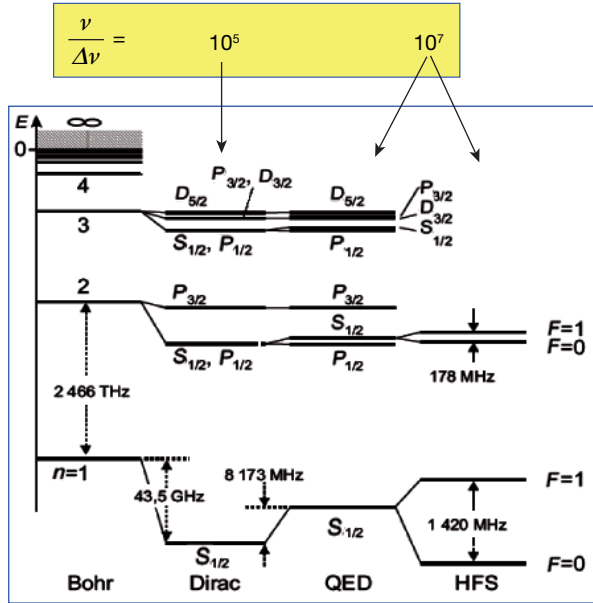 ν/Δν = 10⁵ 10⁷
E
∞
0
4
3
2
2 466 THz
n=1
43,5 GHz
P3/2, D3/2
D5/2
S1/2, P1/2
P3/2
S1/2, P1/2
S1/2
8 173 MHz
D5/2
P1/2
P3/2
S1/2
P1/2
S1/2
P3/2
D3/2
S1/2
F=1
F=0
178 MHz
F=1
1 420 MHz
F=0
Bohr Dirac QED HFS